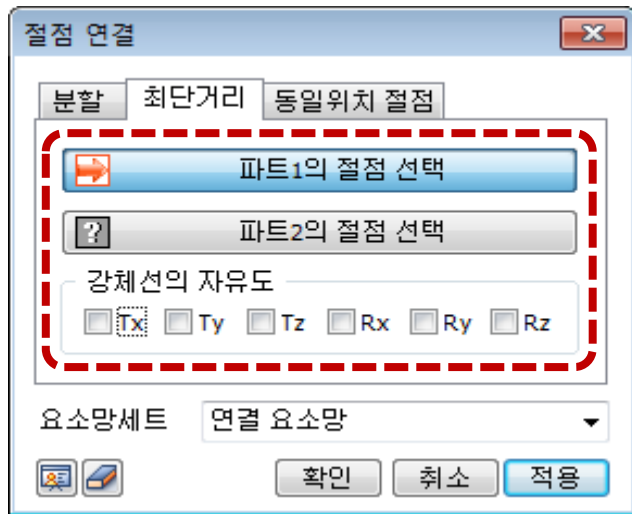 절점 연결
분할 최단거리 동일위치 절점
파트1의 절점 선택
? 파트2의 절점 선택
강체선의 자유도
Tx Ty Tz Rx Ry Rz
요소망세트 연결 요소망
확인 취소 적용